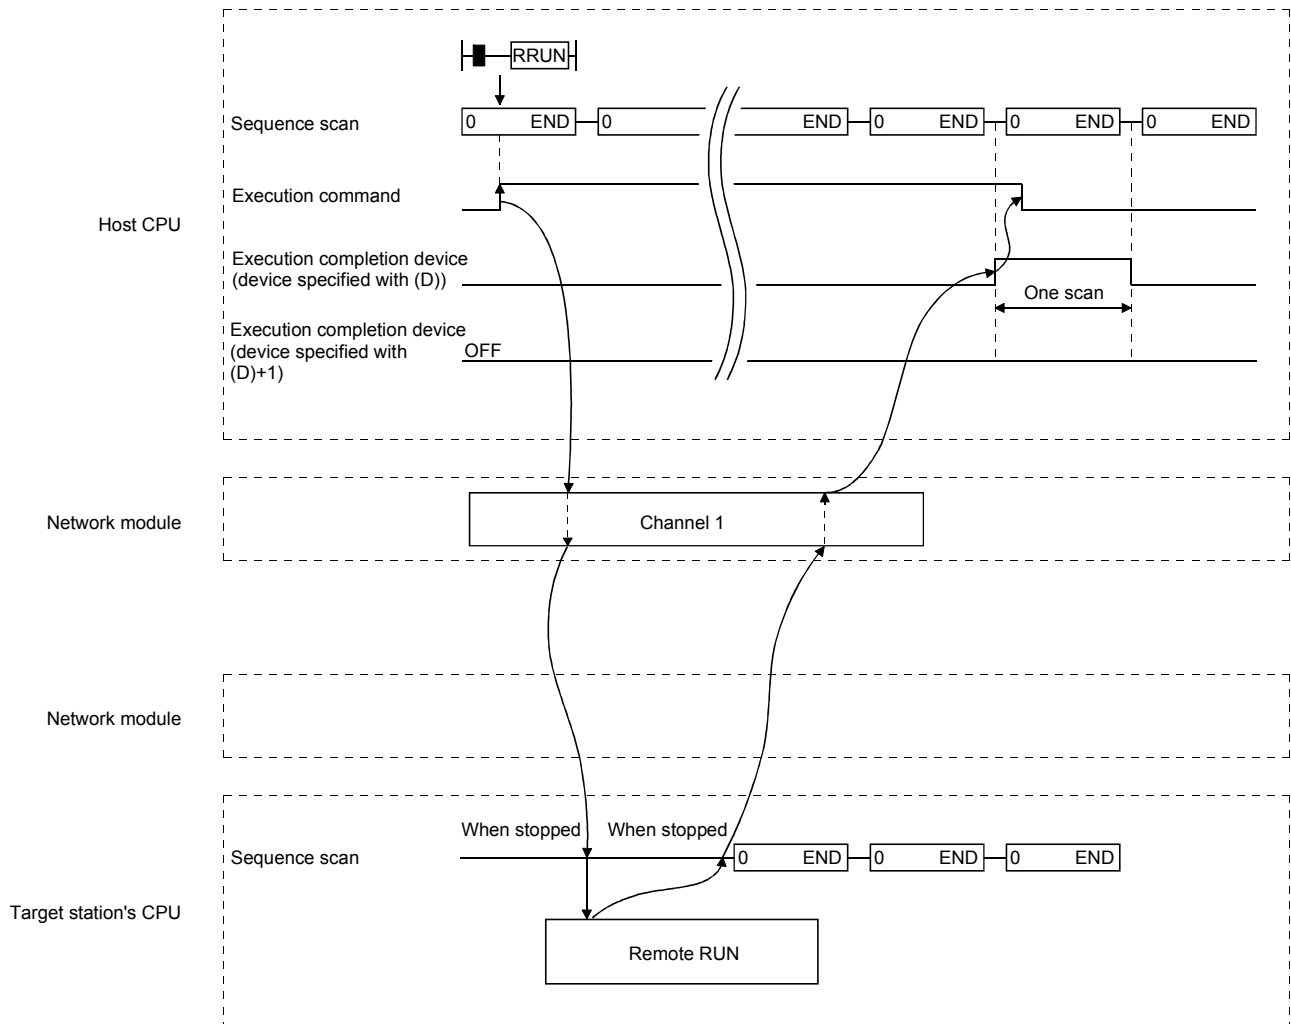 RRUN
Sequence scan
0 END 0 END 0 END 0 END 0 END
Execution command
Host CPU
Execution completion device
(device specified with (D))
One scan
Execution completion device
(device specified with
(D)+1)
OFF
Network module
Channel 1
Network module
When stopped When stopped
Sequence scan
0 END 0 END 0 END
Target station's CPU
Remote RUN